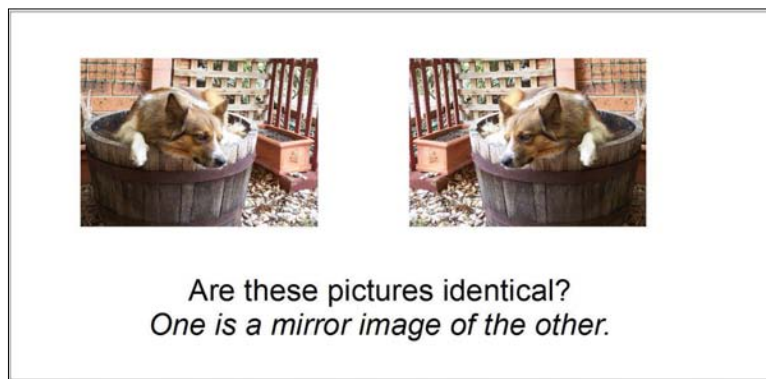 Are these pictures identical?
One is a mirror image of the other.